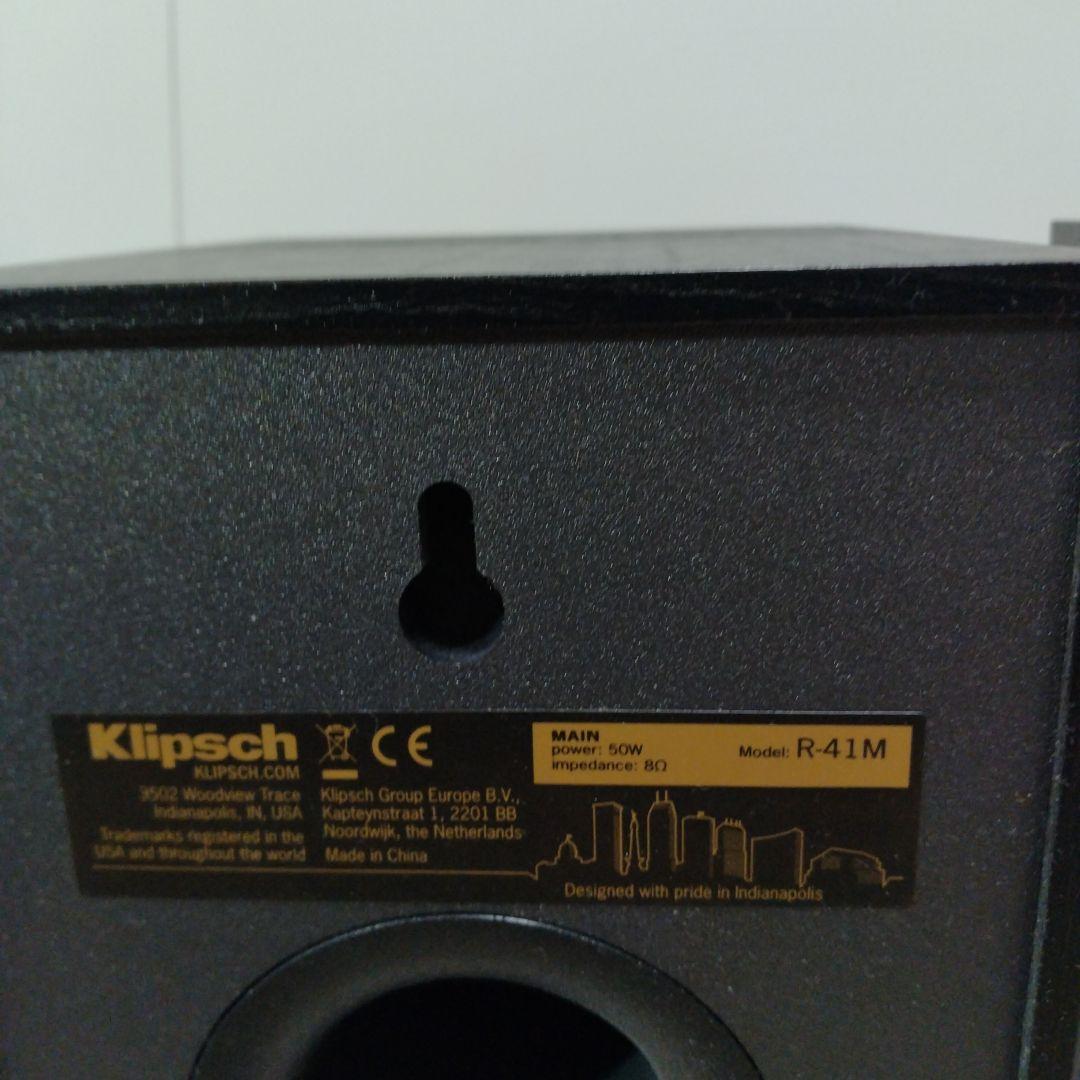 Klipsch
KLIPSCH.COM
3502 Woodview Trace
Indianapolis, IN, USA
Trademarks registered in the
USA and throughout the world
CE
Klipsch Group Europe B.V.,
Kapteynstraat 1, 2201 BB
Noordwijk, the Netherlands
Made in China
MAIN
power: 50W
impedance: 8Ω
Model: R-41M
Designed with pride in Indianapolis